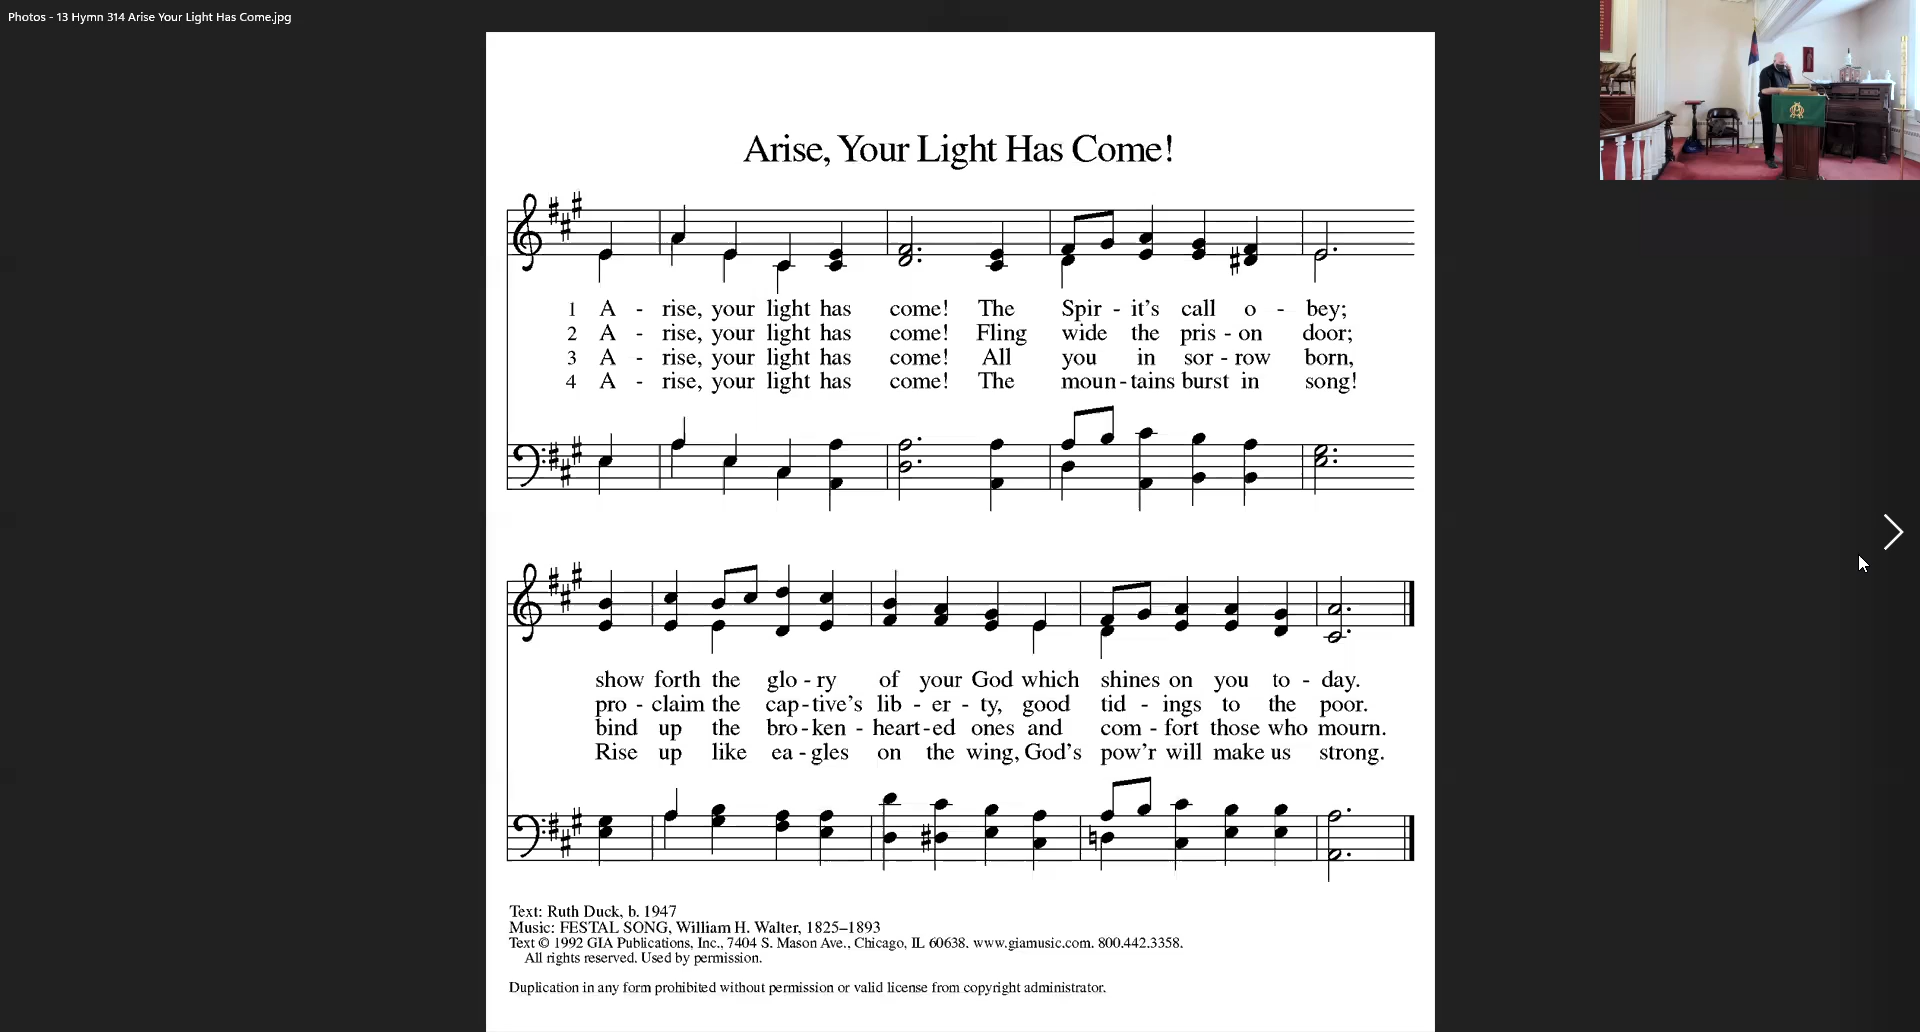 Photos - 13 Hymn 314 Arise Your Light Has Come.jpg
Arise, Your Light Has Come!
1 A - rise, your light has come! The Spir - it's call o - bey;
2 A - rise, your light has come! Fling wide the pris - on door;
3 A - rise, your light has come! All you in sor - row born,
4 A - rise, your light has come! The moun - tains burst in song!
show forth the glo - ry of your God which shines on you to - day.
pro - claim the cap - tive's lib - er - ty, good tid - ings to the poor.
bind up the bro - ken - heart - ed ones and com - fort those who mourn.
Rise up like ea - gles on the wing, God's pow'r will make us strong.
Text: Ruth Duck, b. 1947
Music: FESTAL SONG, William H. Walter, 1825–1893
Text © 1992 GIA Publications, Inc., 7404 S. Mason Ave., Chicago, IL 60638. www.giamusic.com. 800.442.3358.
All rights reserved. Used by permission.
Duplication in any form prohibited without permission or valid license from copyright administrator.